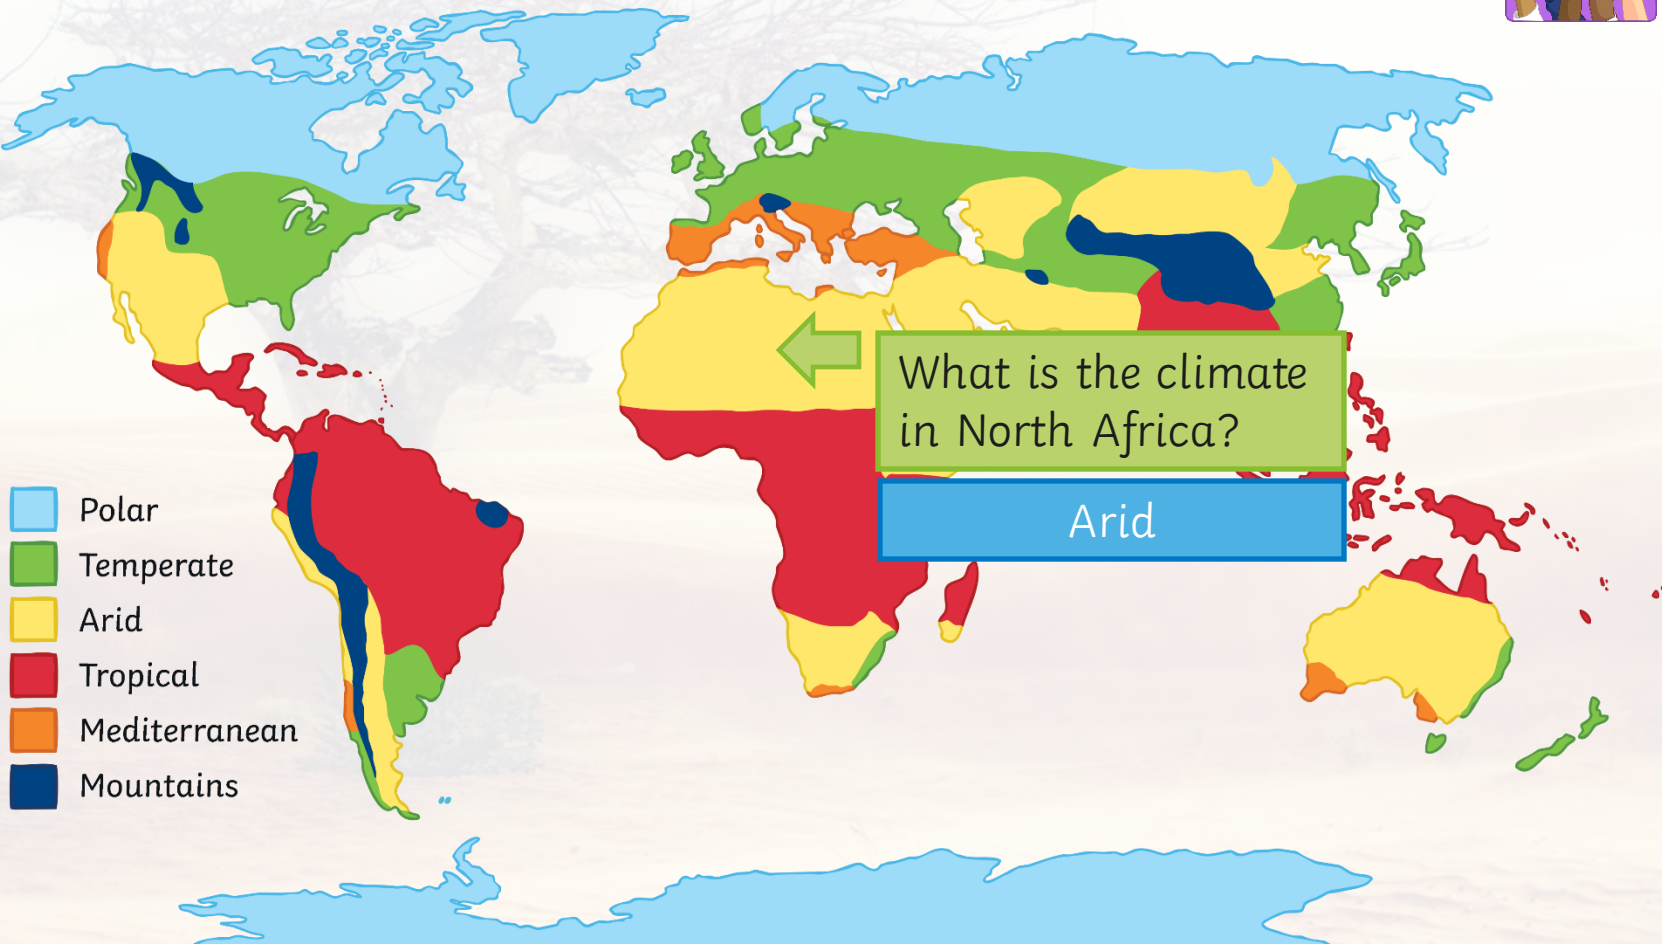 What is the climate
in North Africa?
Arid
Polar
Temperate
Arid
Tropical
Mediterranean
Mountains